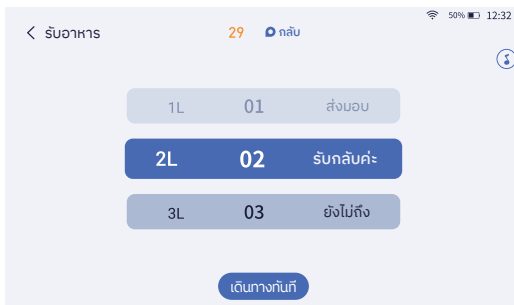 50% 12:32
รับอาหาร 29 กลับ
1L 01 ส่งมอบ
2L 02 รับกลับค่ะ
3L 03 ยังไม่ถึง
เดินทางทันที